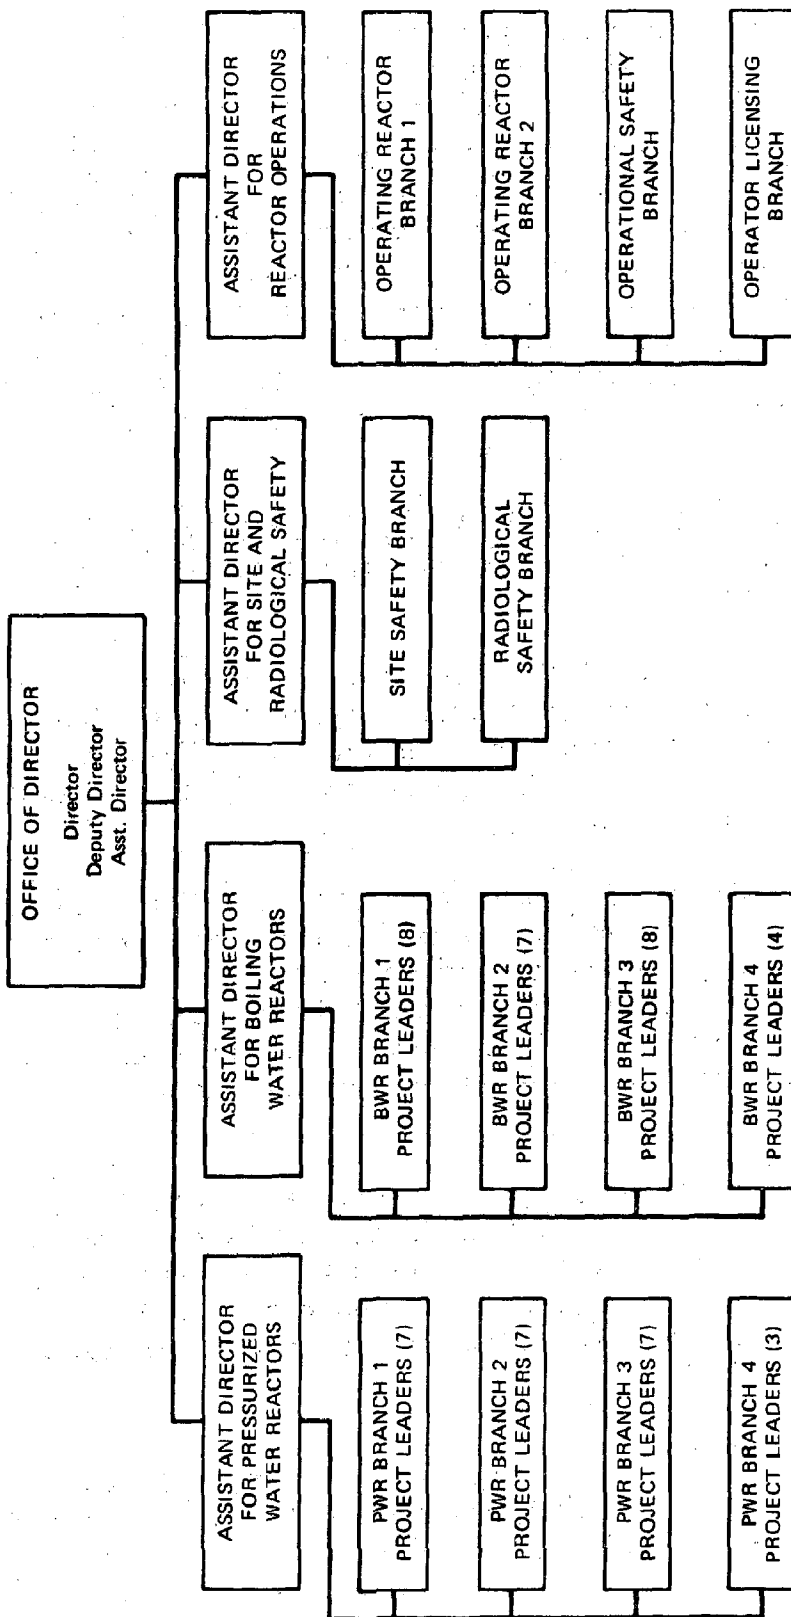 OFFICE OF DIRECTOR
Director
Deputy Director
Asst. Director
ASSISTANT DIRECTOR
FOR PRESSURIZED
WATER REACTORS
PWR BRANCH 1
PROJECT LEADERS (7)
PWR BRANCH 2
PROJECT LEADERS (7)
PWR BRANCH 3
PROJECT LEADERS (7)
PWR BRANCH 4
PROJECT LEADERS (3)
ASSISTANT DIRECTOR
FOR BOILING
WATER REACTORS
BWR BRANCH 1
PROJECT LEADERS (8)
BWR BRANCH 2
PROJECT LEADERS (7)
BWR BRANCH 3
PROJECT LEADERS (8)
BWR BRANCH 4
PROJECT LEADERS (4)
ASSISTANT DIRECTOR
FOR SITE AND
RADIOLOGICAL SAFETY
SITE SAFETY BRANCH
RADIOLOGICAL
SAFETY BRANCH
ASSISTANT DIRECTOR
FOR
REACTOR OPERATIONS
OPERATING REACTOR
BRANCH 1
OPERATING REACTOR
BRANCH 2
OPERATIONAL SAFETY
BRANCH
OPERATOR LICENSING
BRANCH